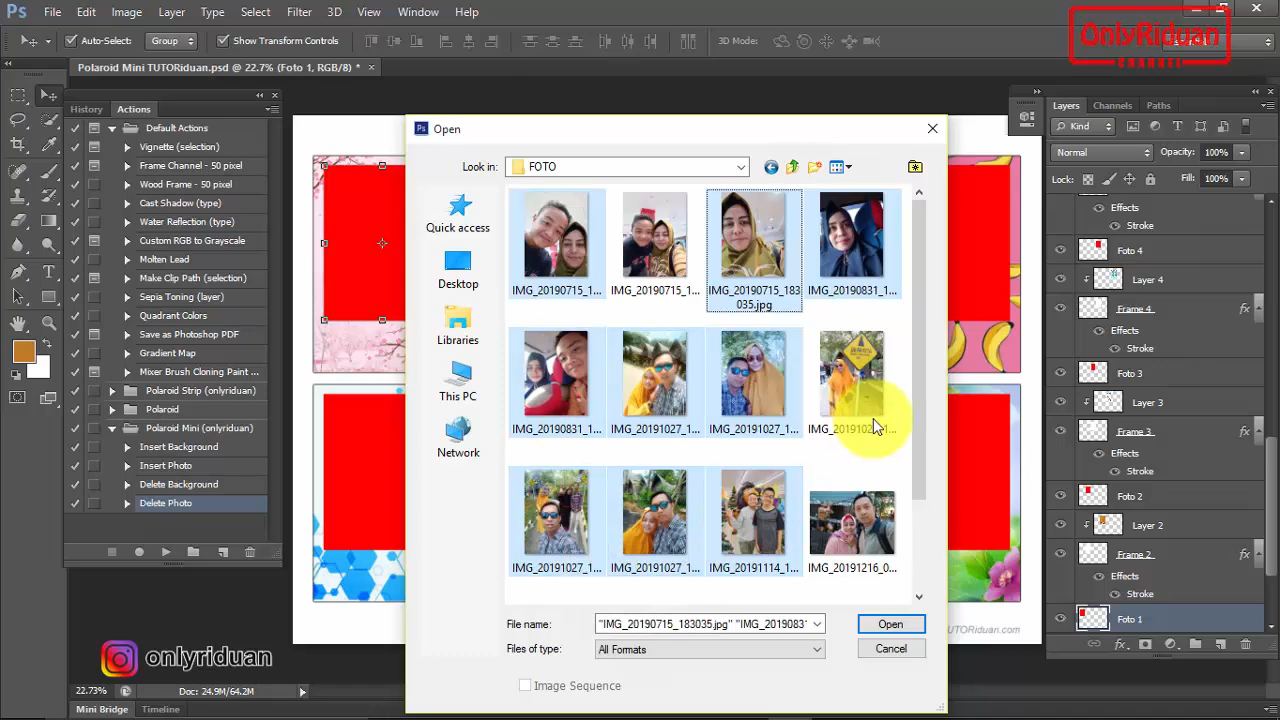 Ps File Edit Image Layer Type Select Filter 3D View Window Help
Auto-Select: Group Show Transform Controls 3D Mode:
OnlyRiduan
CHANNEL
Polaroid Mini TUTORiduan.psd @ 22.7% (Foto 1, RGB/8) * ×
History Actions
Default Actions
Vignette (selection)
Frame Channel - 50 pixel
Wood Frame - 50 pixel
Cast Shadow (type)
Water Reflection (type)
Custom RGB to Grayscale
Molten Lead
Make Clip Path (selection)
Sepia Toning (layer)
Quadrant Colors
Save as Photoshop PDF
Gradient Map
Mixer Brush Cloning Paint ...
Polaroid Strip (onlyriduan)
Polaroid
Polaroid Mini (onlyriduan)
Insert Background
Insert Photo
Delete Background
Delete Photo
Ps Open
Look in: FOTO
Quick access
Desktop
Libraries
This PC
Network
IMG_20190715_1... IMG_20190715_1... IMG_20190715_183 IMG_20190831_1...
035.jpg
IMG_20190831_1... IMG_20191027_1... IMG_20191027_1...
IMG_20191027_1... IMG_20191027_1... IMG_20191114_1... IMG_20191216_0...
File name: "IMG_20190715_183035.jpg" "IMG_2019083 Open
Files of type: All Formats Cancel
Image Sequence
Layers Channels Paths
Kind
Normal Opacity: 100%
Lock: Fill: 100%
Effects
Stroke
Foto 4
Layer 4
Frame 4
Effects
Stroke
Foto 3
Layer 3
Frame 3
Effects
Stroke
Foto 2
Layer 2
Frame 2
Effects
Stroke
Foto 1
TUTORiduan.com
onlyriduan
22.73% Doc: 24.9M/64.2M
Mini Bridge Timeline